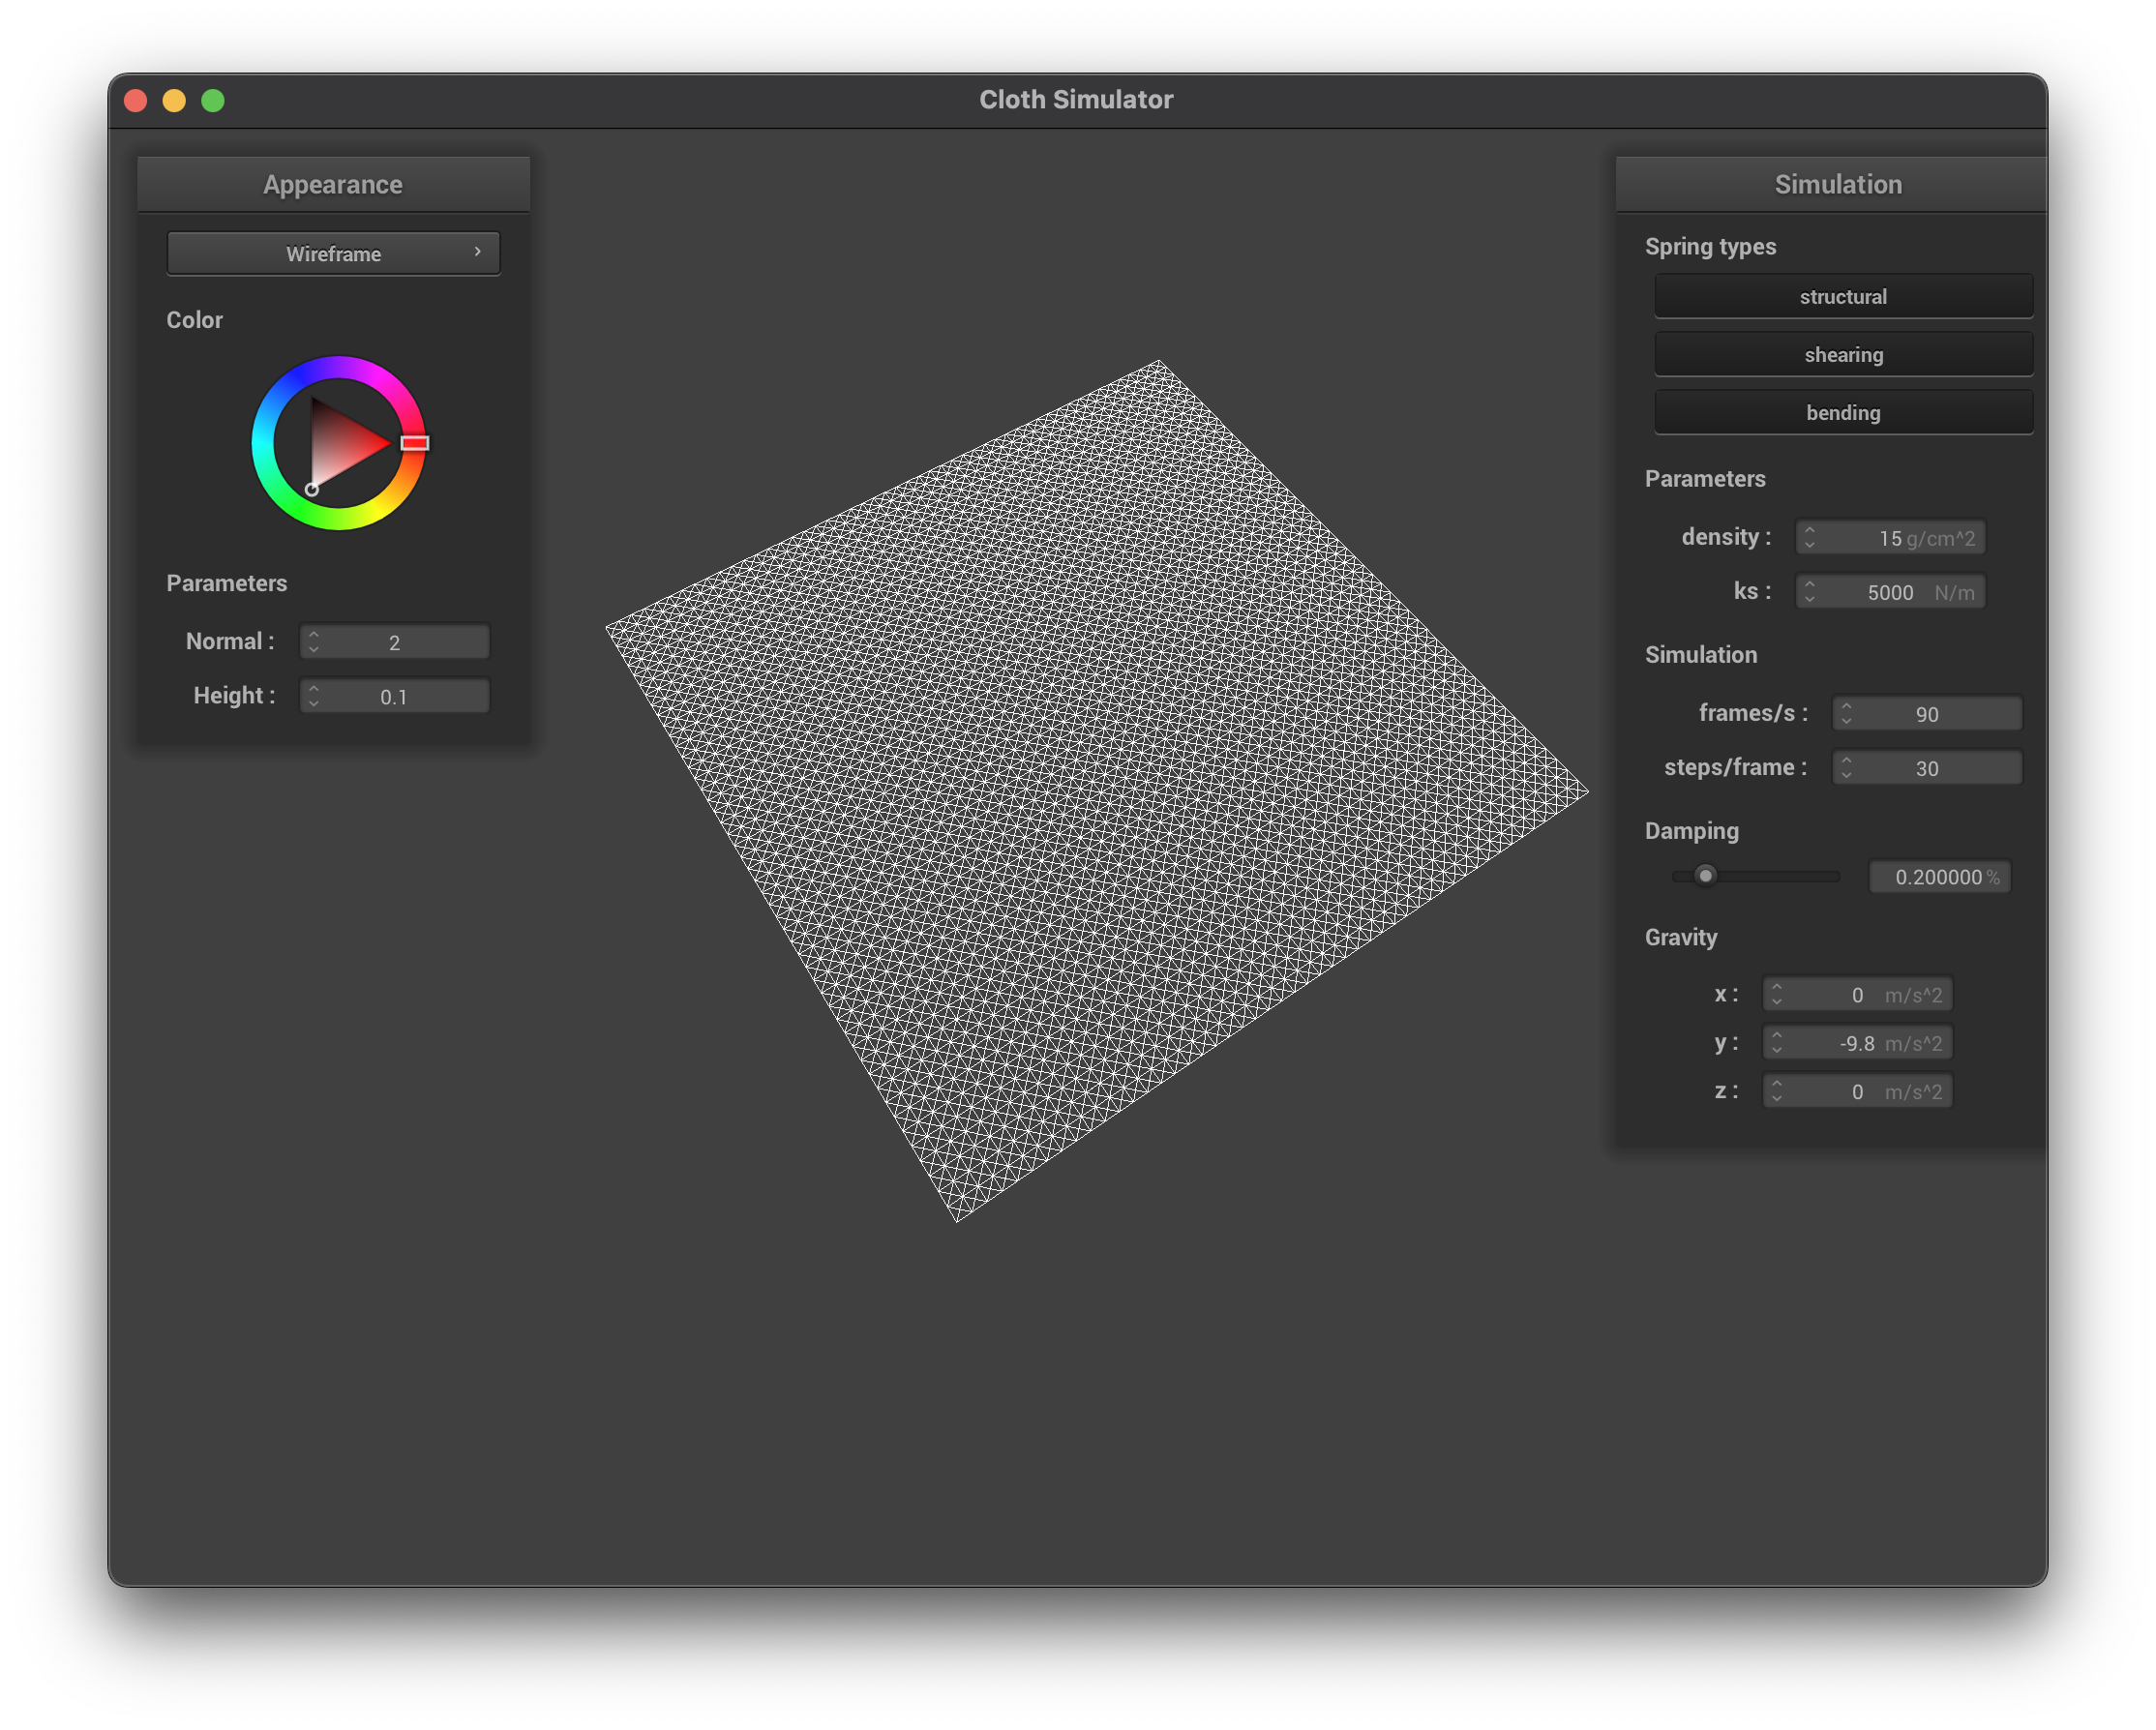 Cloth Simulator
Appearance
Wireframe
Color
Parameters
Normal : 2
Height : 0.1
Simulation
Spring types
structural
shearing
bending
Parameters
density : 15 g/cm^2
ks : 5000 N/m
Simulation
frames/s : 90
steps/frame : 30
Damping
0.200000 %
Gravity
x : 0 m/s^2
y : -9.8 m/s^2
z : 0 m/s^2